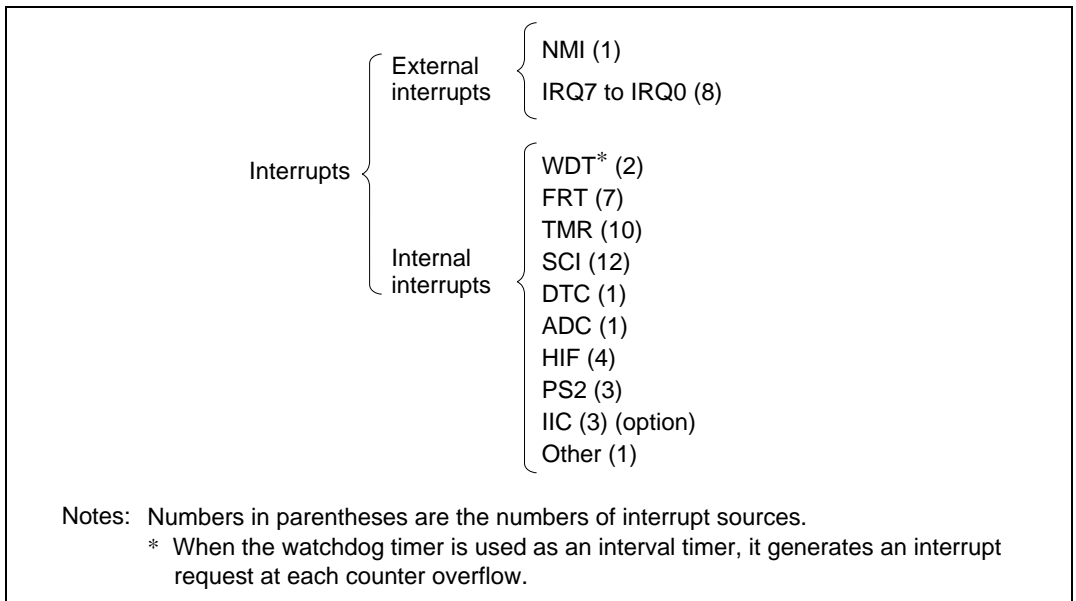 Interrupts
External
interrupts
NMI (1)
IRQ7 to IRQ0 (8)
Internal
interrupts
WDT* (2)
FRT (7)
TMR (10)
SCI (12)
DTC (1)
ADC (1)
HIF (4)
PS2 (3)
IIC (3) (option)
Other (1)
Notes: Numbers in parentheses are the numbers of interrupt sources.
* When the watchdog timer is used as an interval timer, it generates an interrupt
request at each counter overflow.